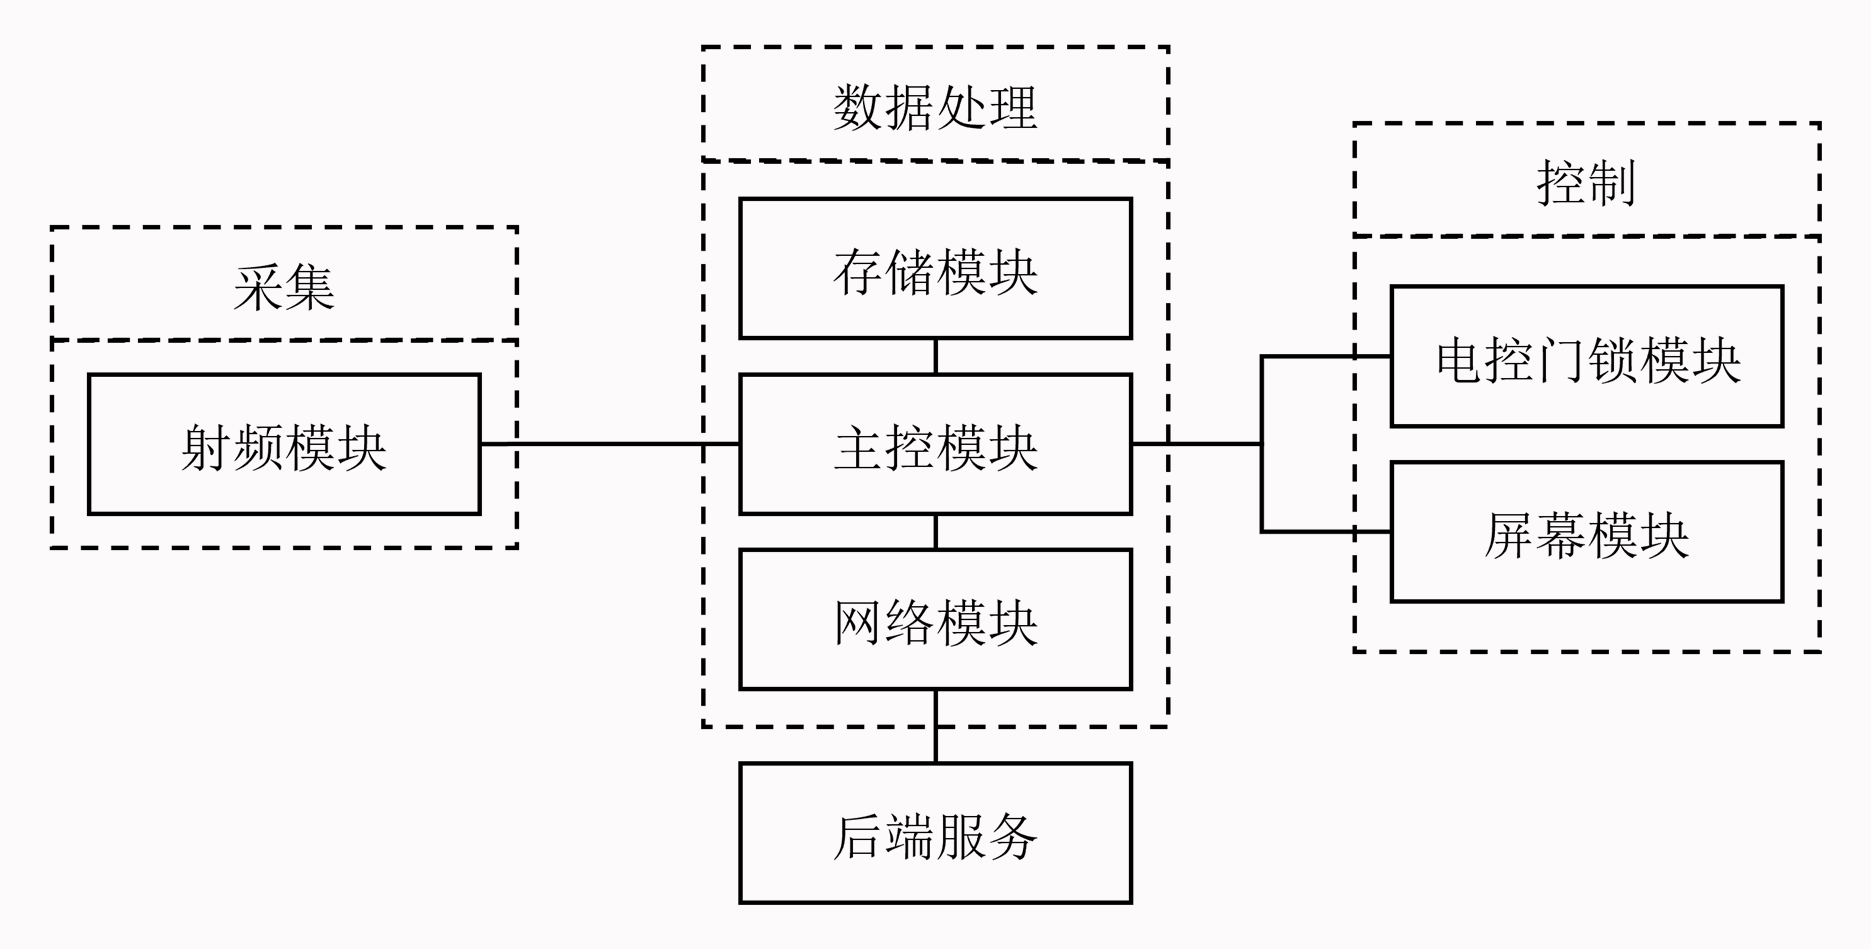 采集
射频模块
数据处理
存储模块
主控模块
网络模块
后端服务
控制
电控门锁模块
屏幕模块